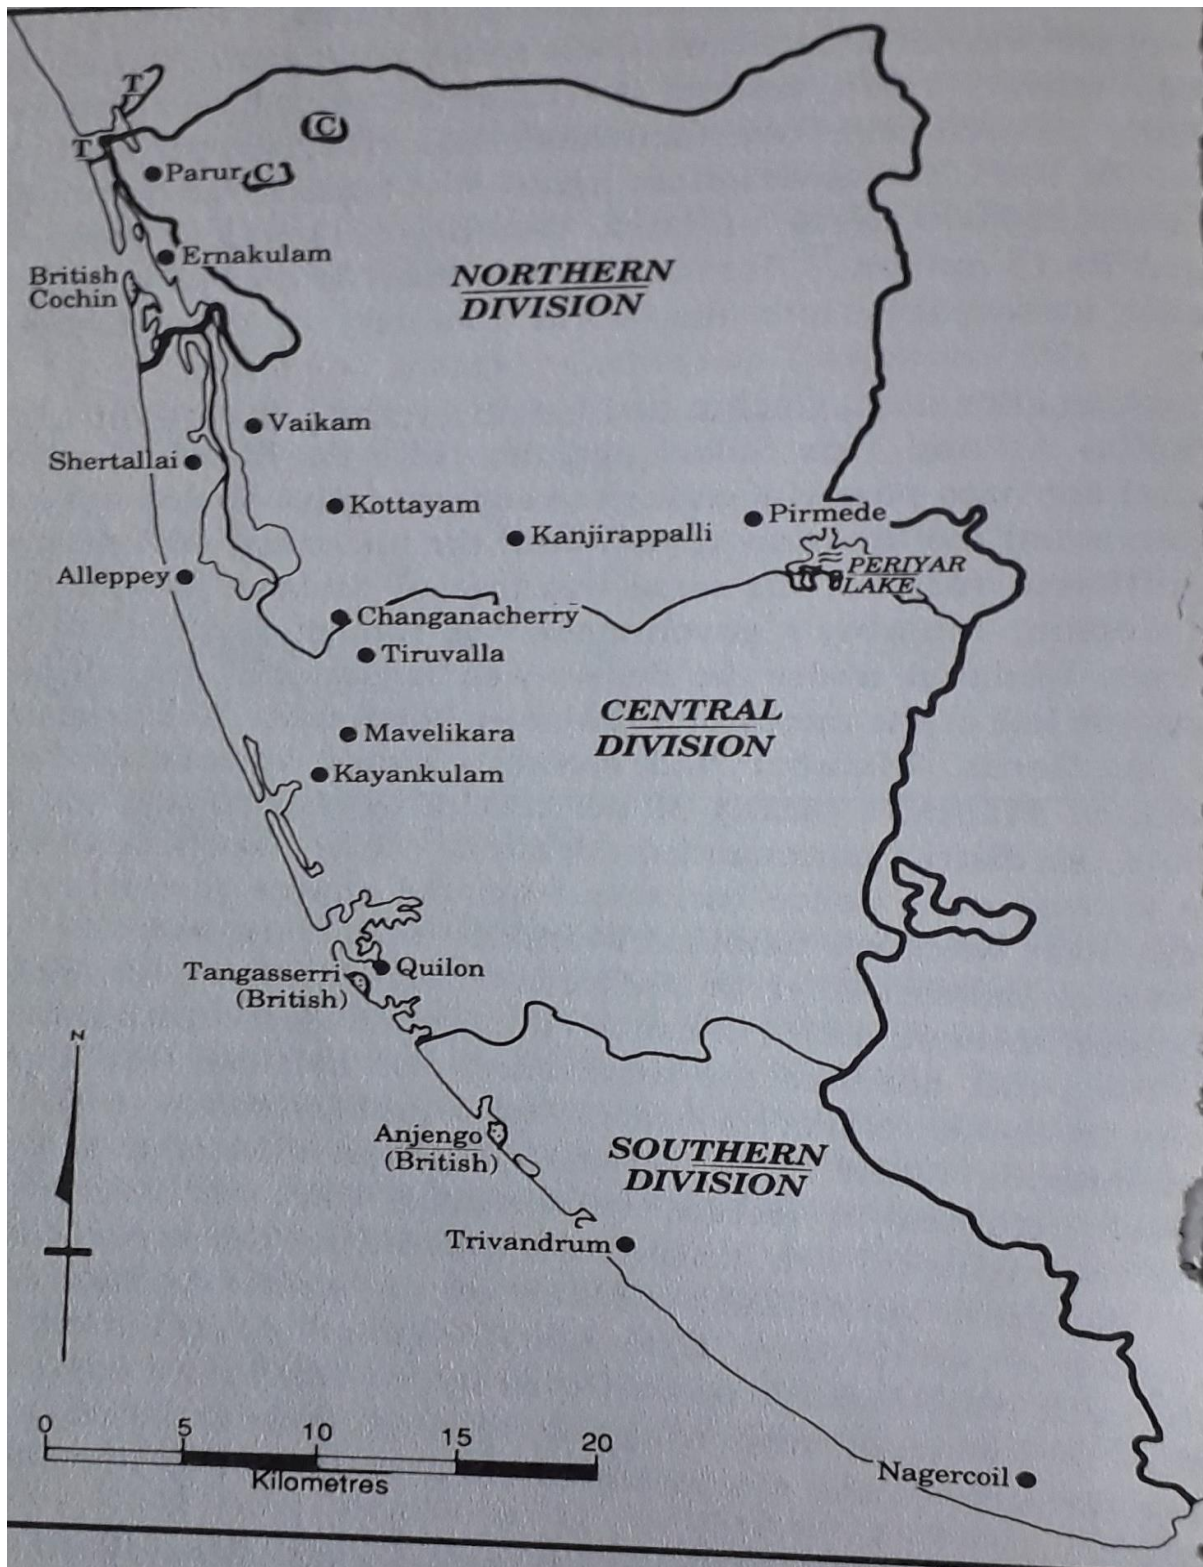 T
T
C
Parur
C
Ernakulam
British
Cochin
NORTHERN
DIVISION
Vaikam
Shertallai
Kottayam
Pirmede
Kanjirappalli
PERIYAR
LAKE
Alleppey
Changanacherry
Tiruvalla
CENTRAL
DIVISION
Mavelikara
Kayankulam
Quilon
Tangasserri
(British)
N
Anjengo
(British)
SOUTHERN
DIVISION
Trivandrum
0 5 10 15 20
Kilometres
Nagercoil